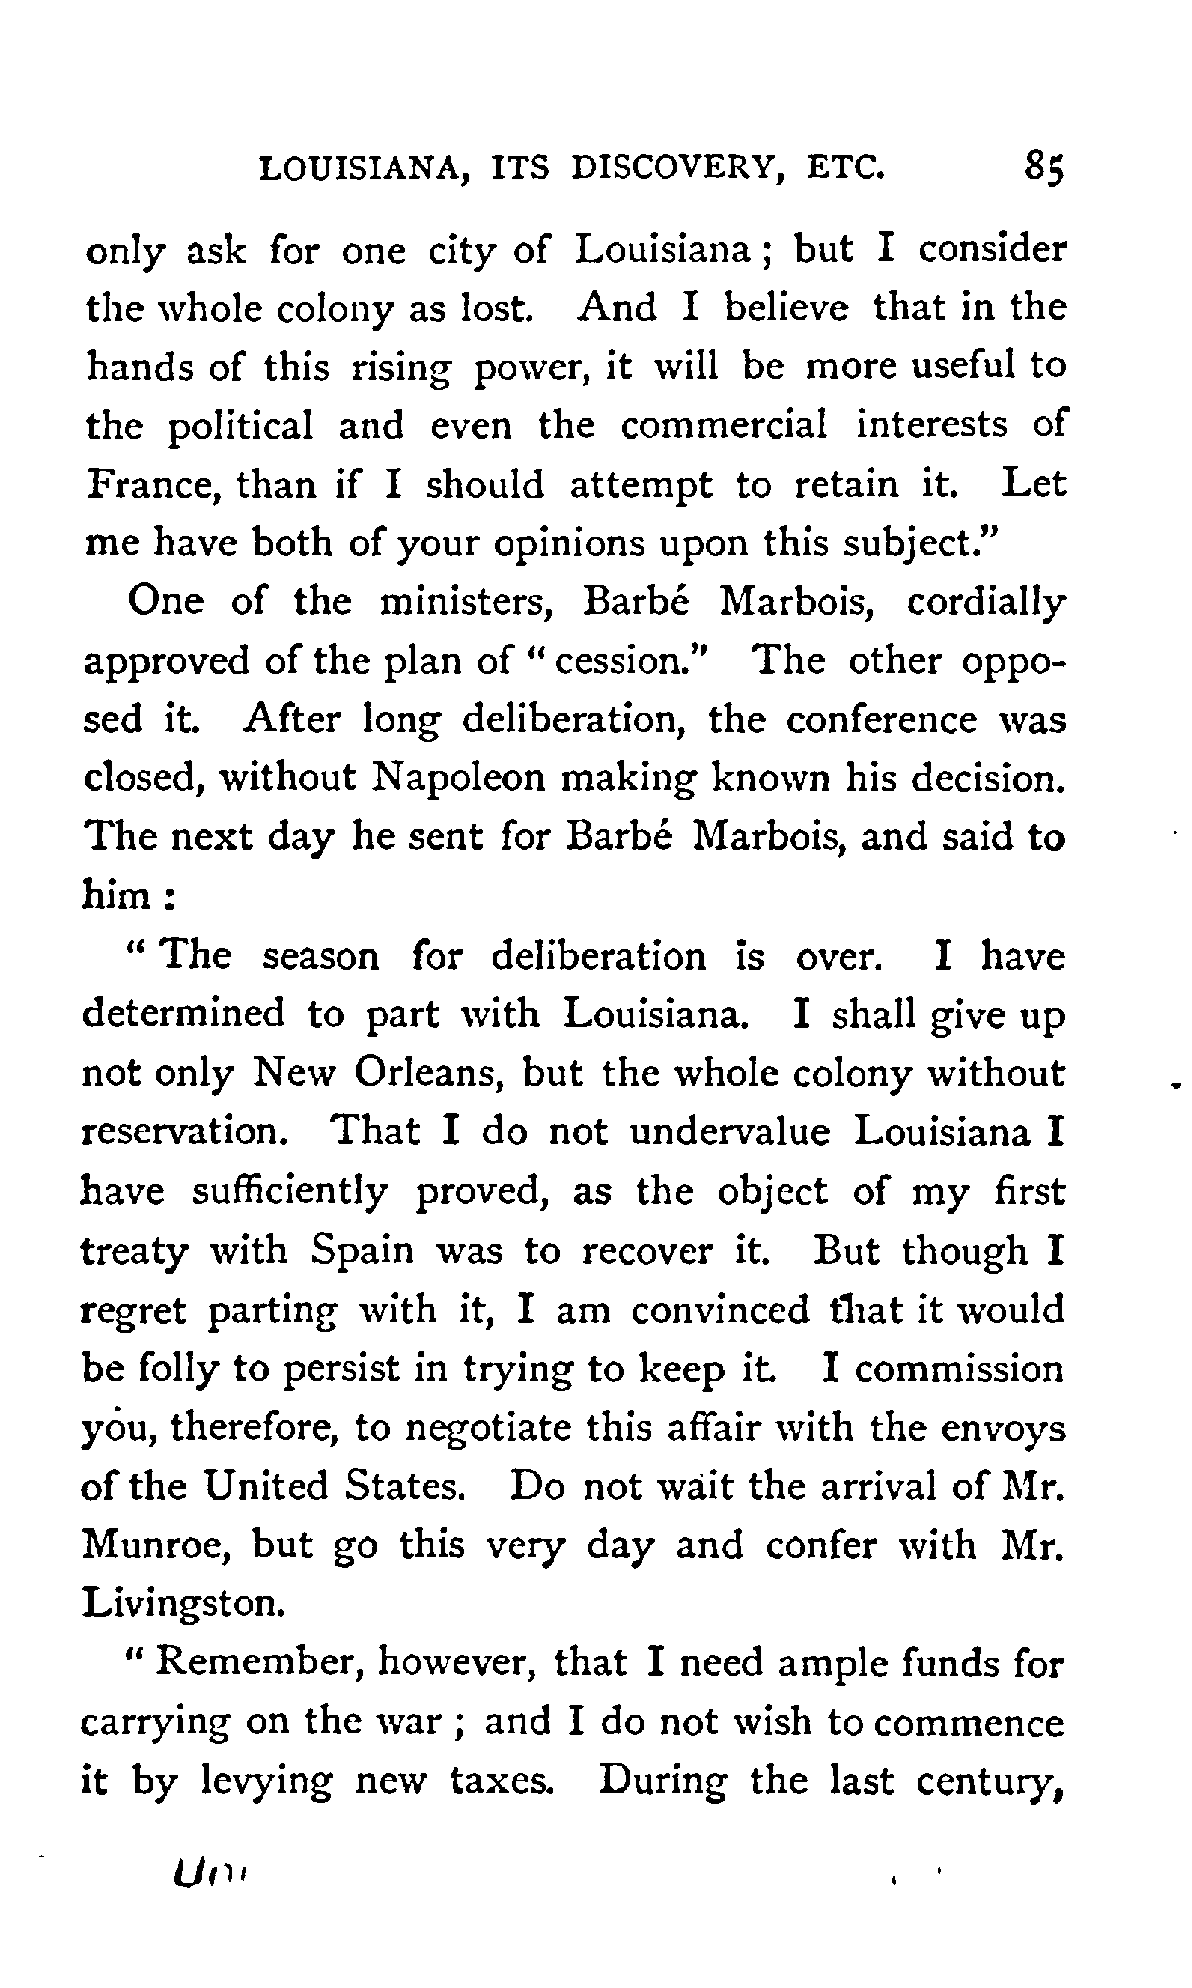 LOUISIANA, ITS DISCOVERY, ETC. 85
only ask for one city of Louisiana ; but I consider
the whole colony as lost. And I believe that in the
hands of this rising power, it will be more useful to
the political and even the commercial interests of
France, than if I should attempt to retain it. Let
me have both of your opinions upon this subject."
One of the ministers, Barbé Marbois, cordially
approved of the plan of " cession." The other oppo-
sed it. After long deliberation, the conference was
closed, without Napoleon making known his decision.
The next day he sent for Barbé Marbois, and said to
him :
" The season for deliberation is over. I have
determined to part with Louisiana. I shall give up
not only New Orleans, but the whole colony without
reservation. That I do not undervalue Louisiana I
have sufficiently proved, as the object of my first
treaty with Spain was to recover it. But though I
regret parting with it, I am convinced that it would
be folly to persist in trying to keep it. I commission
you, therefore, to negotiate this affair with the envoys
of the United States. Do not wait the arrival of Mr.
Munroe, but go this very day and confer with Mr.
Livingston.
" Remember, however, that I need ample funds for
carrying on the war ; and I do not wish to commence
it by levying new taxes. During the last century,